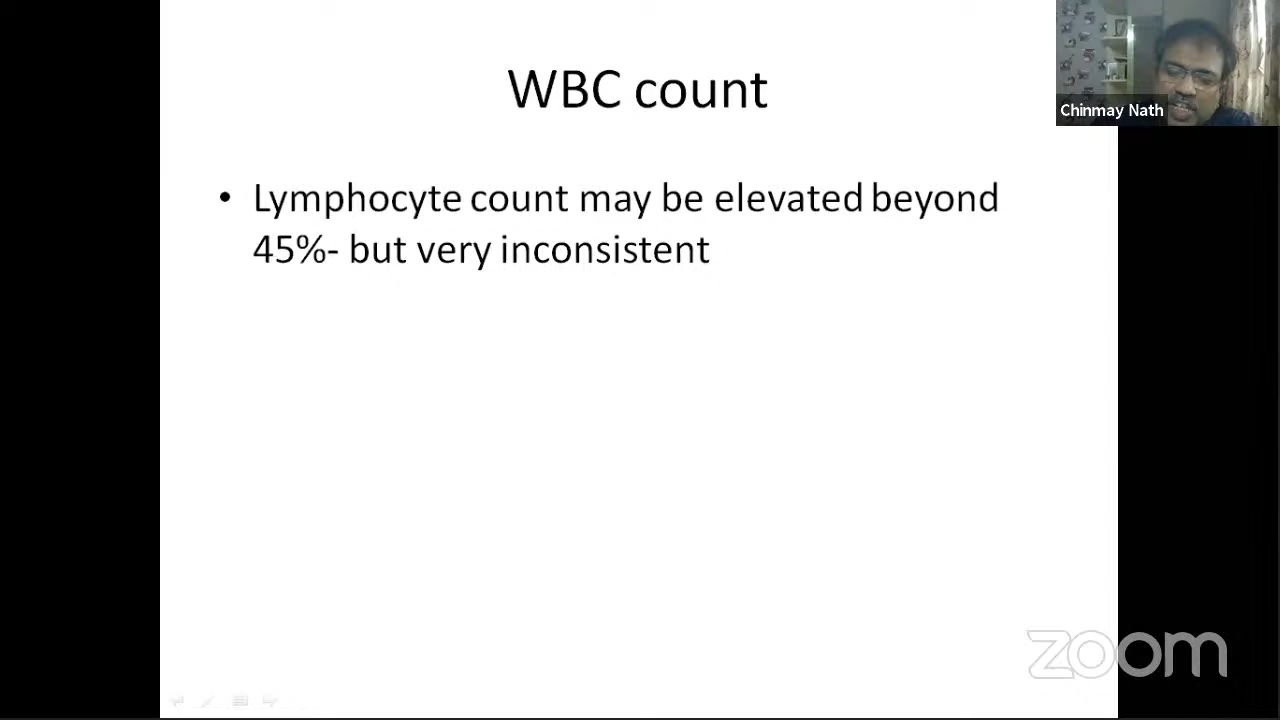 WBC count
Chinmay Nath
• Lymphocyte count may be elevated beyond
45%- but very inconsistent
zoom